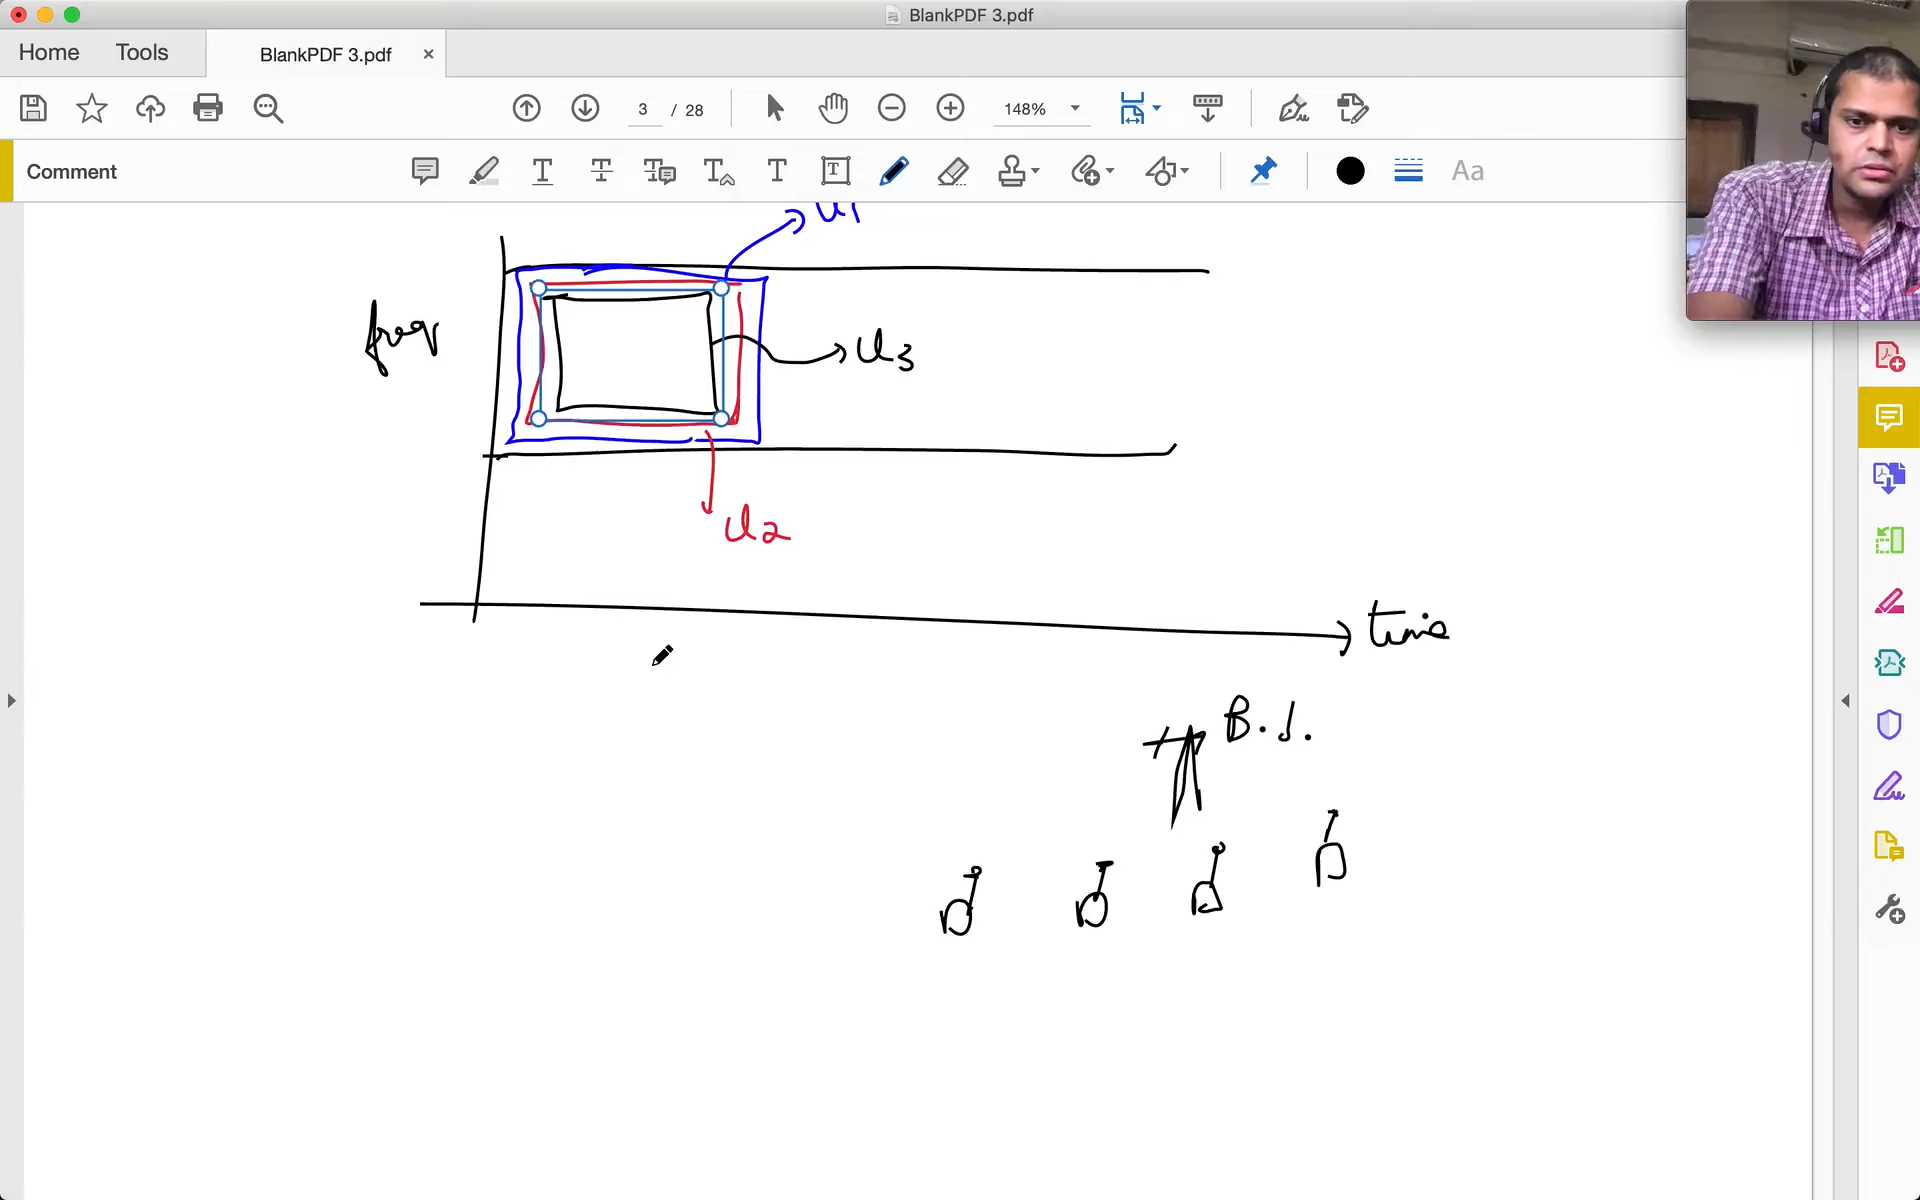 BlankPDF 3.pdf
Home Tools BlankPDF 3.pdf
3 / 28 148%
Comment
Aa
U1
freq
U3
U2
time
B.S.